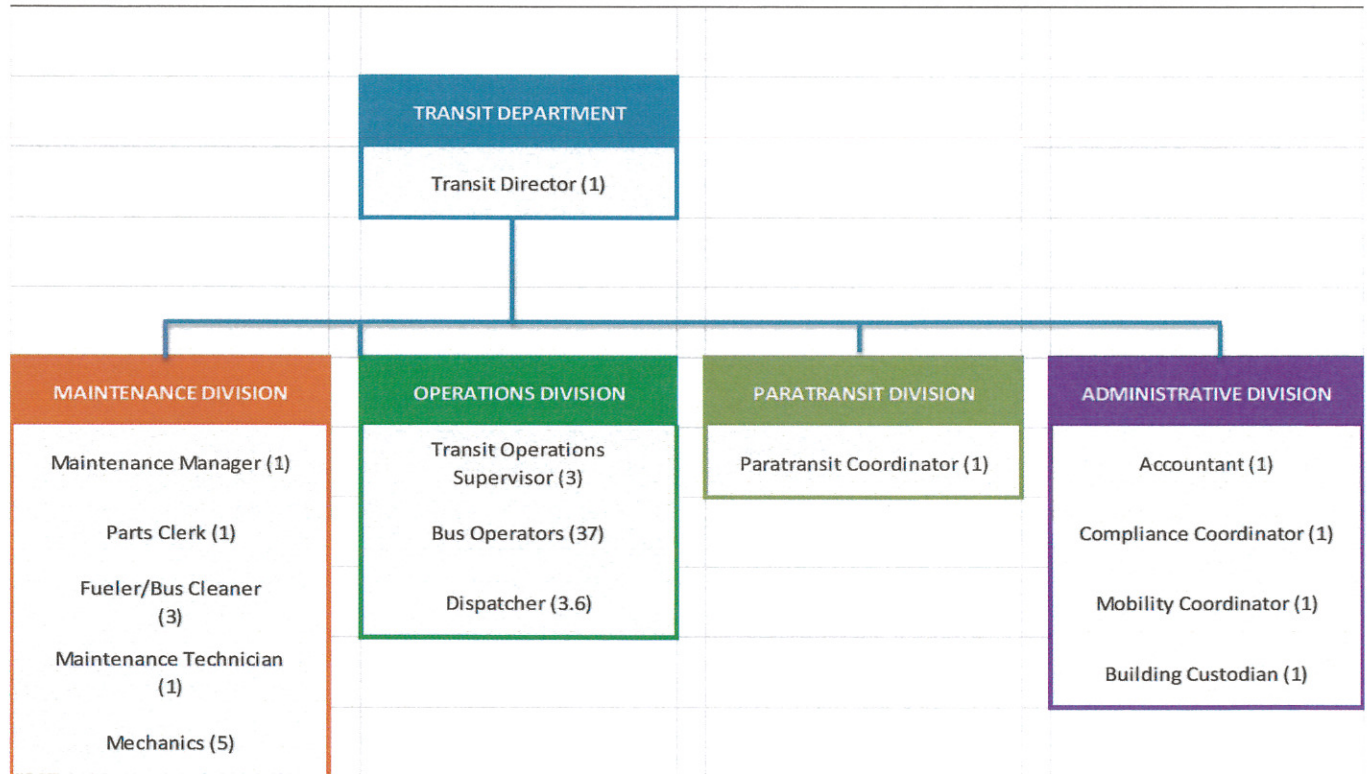 TRANSIT DEPARTMENT
Transit Director (1)
MAINTENANCE DIVISION
Maintenance Manager (1)
Parts Clerk (1)
Fueler/Bus Cleaner
(3)
Maintenance Technician
(1)
Mechanics (5)
OPERATIONS DIVISION
Transit Operations
Supervisor (3)
Bus Operators (37)
Dispatcher (3.6)
PARATRANSIT DIVISION
Paratransit Coordinator (1)
ADMINISTRATIVE DIVISION
Accountant (1)
Compliance Coordinator (1)
Mobility Coordinator (1)
Building Custodian (1)